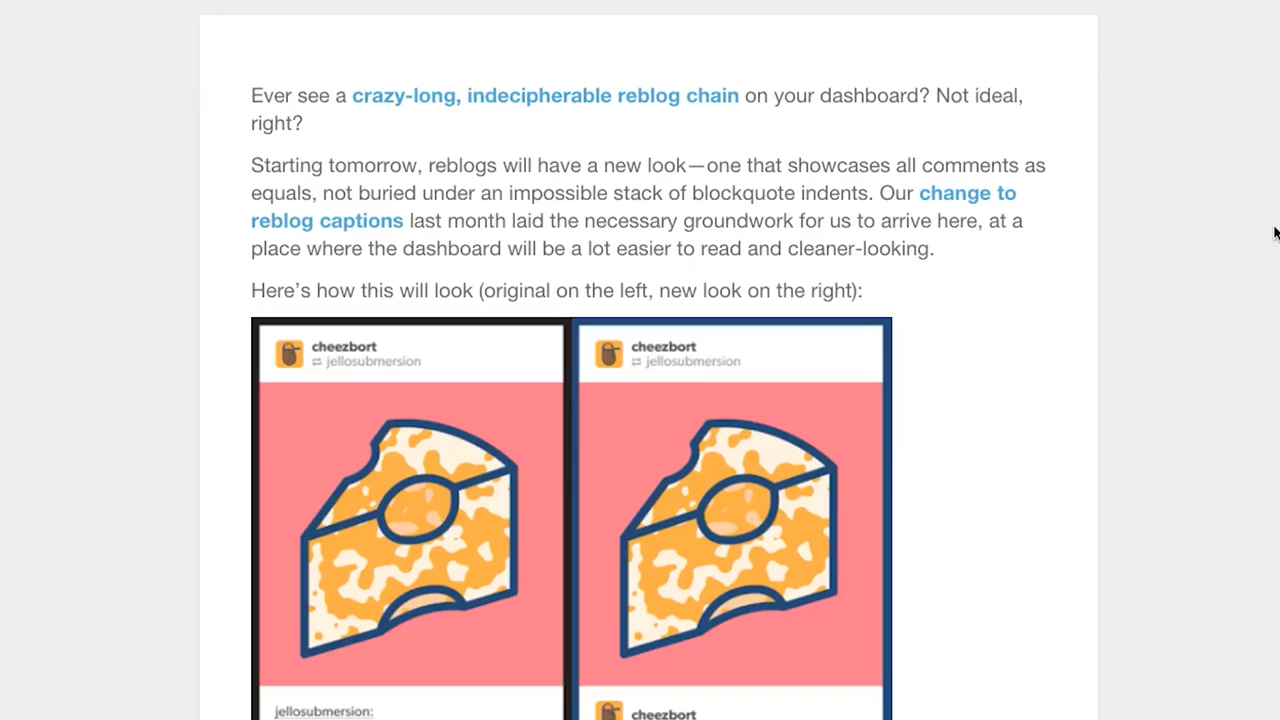 Ever see a crazy-long, indecipherable reblog chain on your dashboard? Not ideal,
right?
Starting tomorrow, reblogs will have a new look—one that showcases all comments as
equals, not buried under an impossible stack of blockquote indents. Our change to
reblog captions last month laid the necessary groundwork for us to arrive here, at a
place where the dashboard will be a lot easier to read and cleaner-looking.
Here’s how this will look (original on the left, new look on the right):
cheezbort
jellosubmersion
cheezbort
jellosubmersion
jellosubmersion:
cheezbort